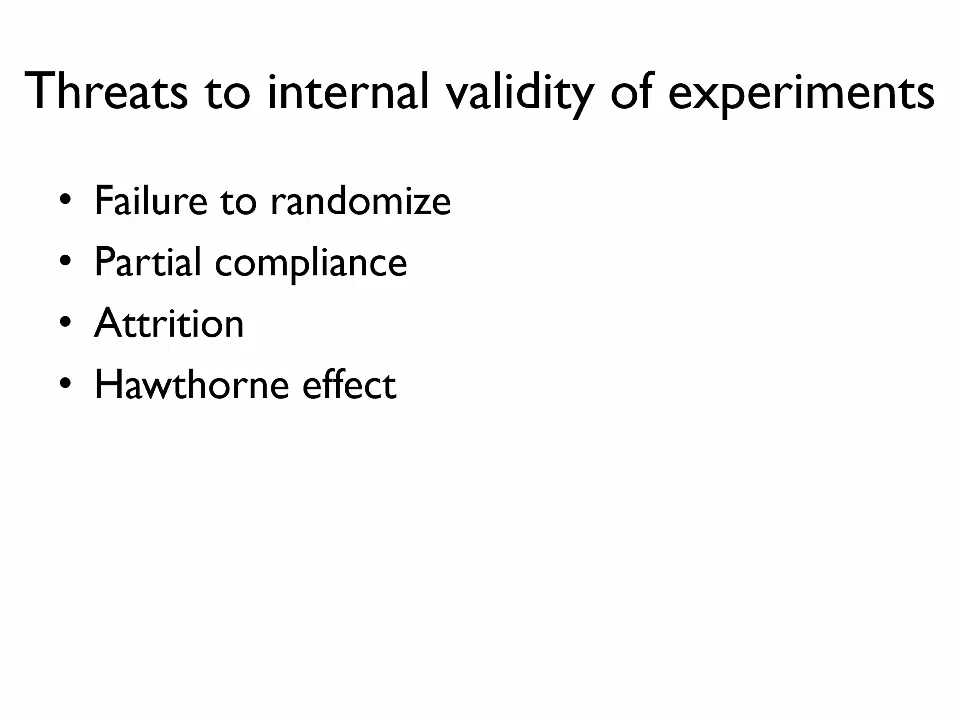 Threats to internal validity of experiments
• Failure to randomize
• Partial compliance
• Attrition
• Hawthorne effect